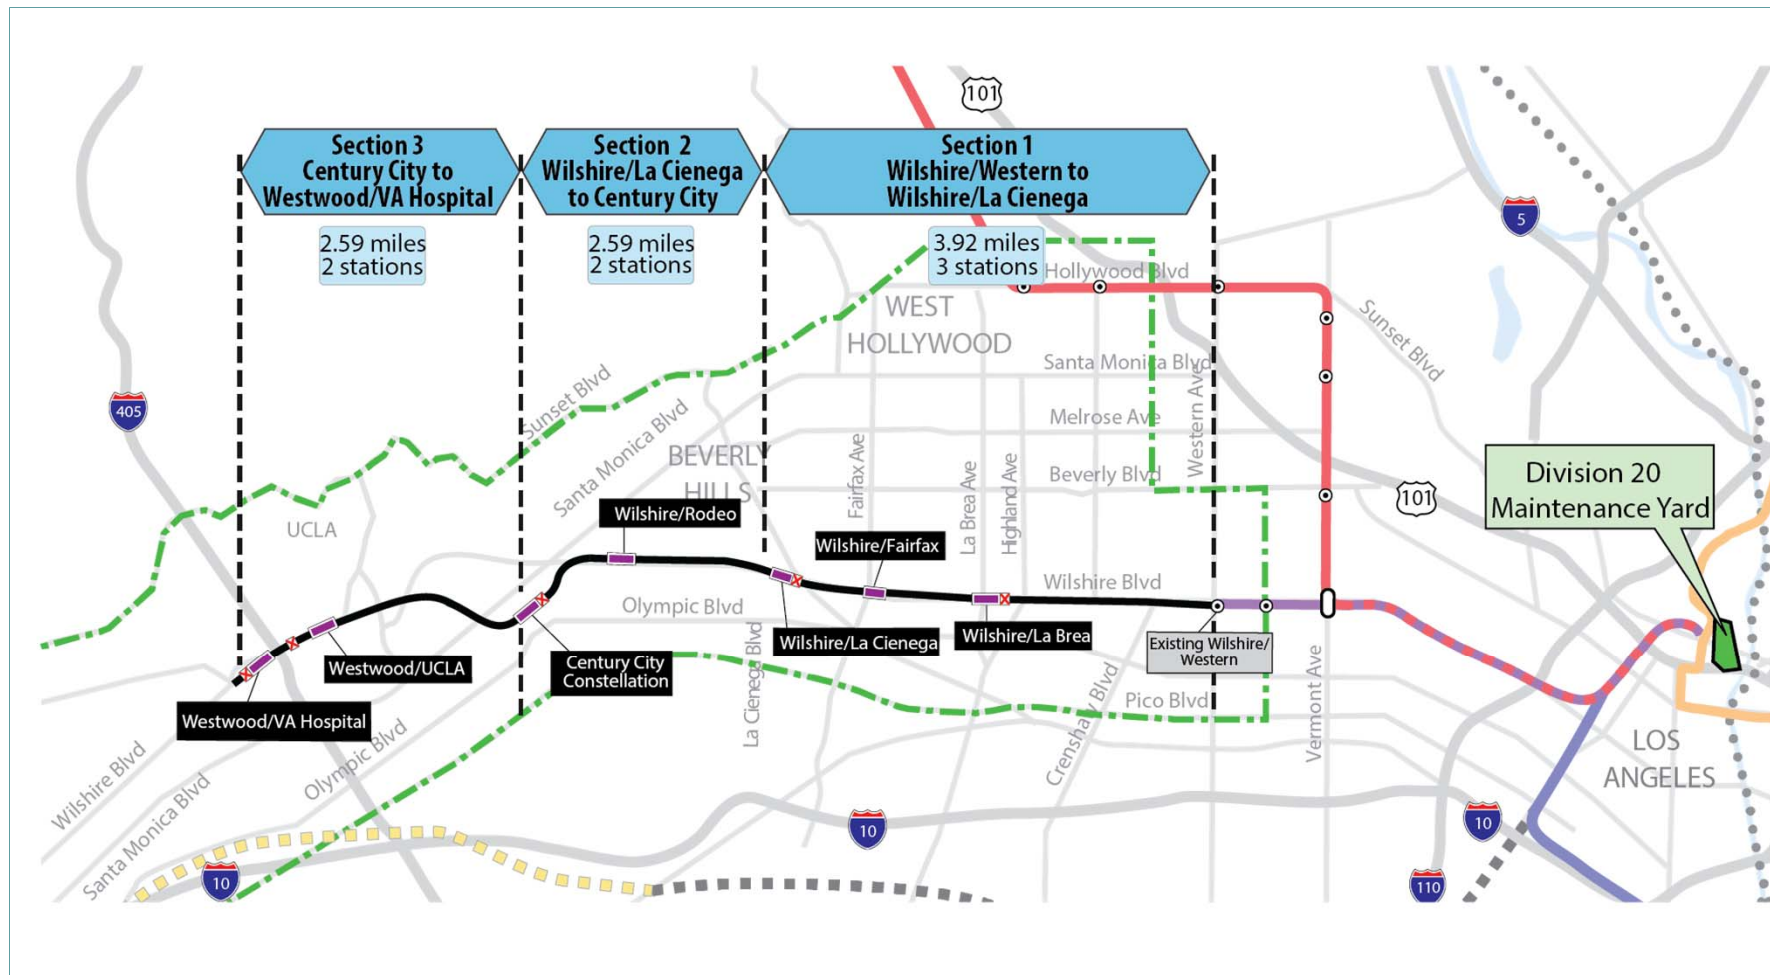 101
Section 3
Century City to
Westwood/VA Hospital
Section 2
Wilshire/La Cienega
to Century City
Section 1
Wilshire/Western to
Wilshire/La Cienega
2.59 miles
2 stations
2.59 miles
2 stations
3.92 miles
3 stations
5
Hollywood Blvd
WEST
HOLLYWOOD
Sunset Blvd
Santa Monica Blvd
Western Ave
405
Sunset Blvd
Santa Monica Blvd
Melrose Ave
BEVERLY
HILLS
Fairfax Ave
La Brea Ave
Highland Ave
Beverly Blvd
101
Division 20
Maintenance Yard
UCLA
Wilshire/Rodeo
Wilshire/Fairfax
Wilshire Blvd
Olympic Blvd
Wilshire/La Cienega
Wilshire/La Brea
Existing Wilshire/
Western
Westwood/UCLA
Century City
Constellation
La Cienega Blvd
Crenshaw Blvd
Pico Blvd
Vermont Ave
Westwood/VA Hospital
Wilshire Blvd
Santa Monica Blvd
Olympic Blvd
LOS
ANGELES
10
10
10
110